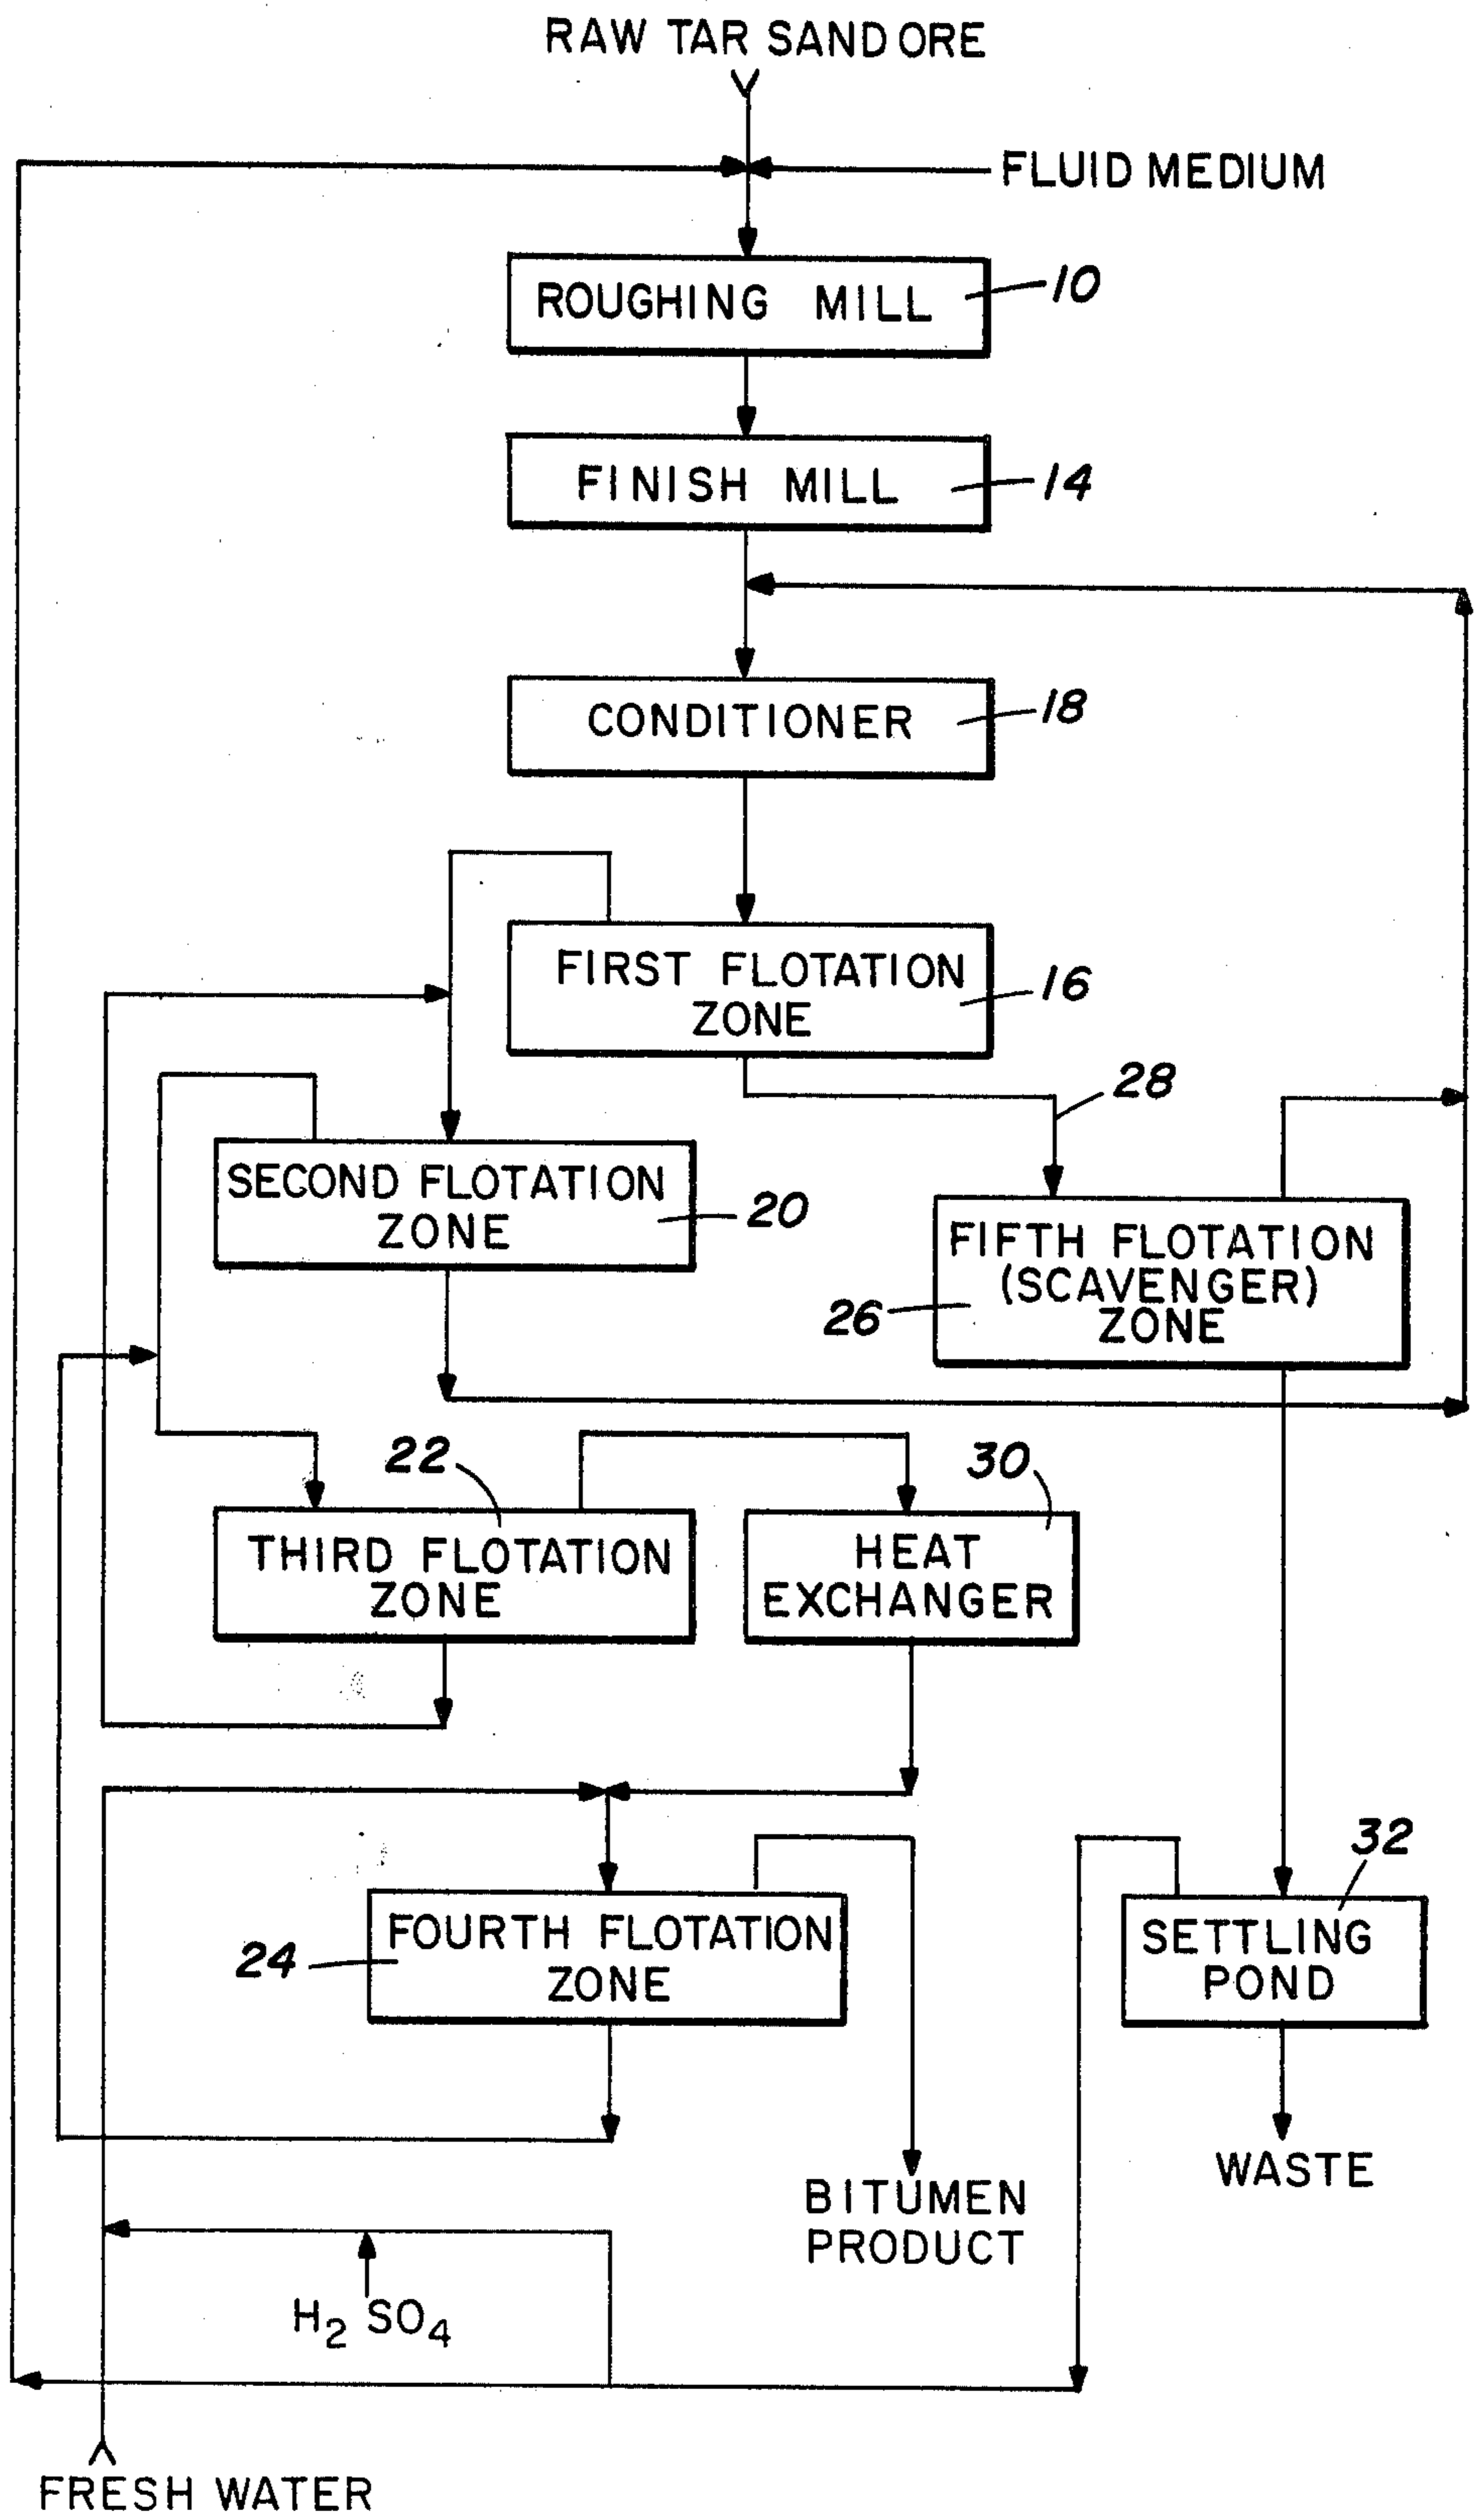 RAW TAR SAND ORE
FLUID MEDIUM
ROUGHING MILL
10
FINISH MILL
14
CONDITIONER
18
FIRST FLOTATION
ZONE
16
28
SECOND FLOTATION
ZONE
20
FIFTH FLOTATION
(SCAVENGER)
ZONE
26
22
30
THIRD FLOTATION
ZONE
HEAT
EXCHANGER
32
FOURTH FLOTATION
ZONE
24
SETTLING
POND
WASTE
BITUMEN
PRODUCT
H2 SO4
FRESH WATER